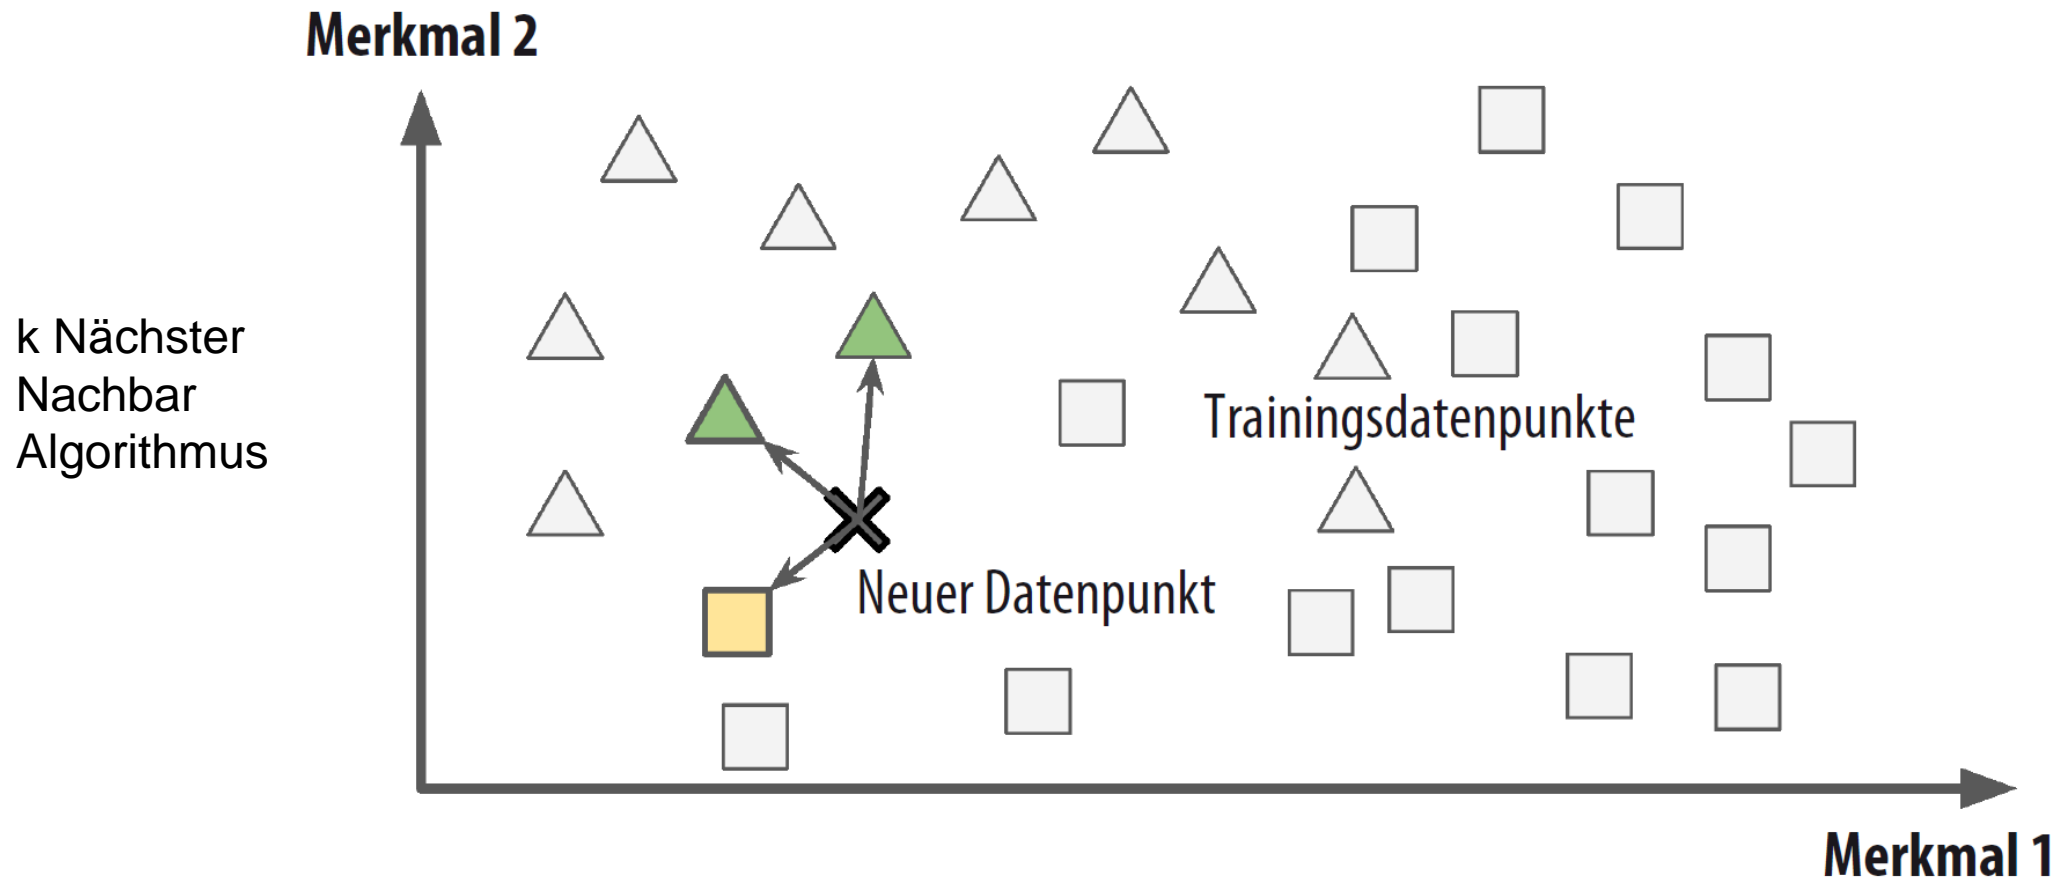 Merkmal 2
k Nächster
Nachbar
Algorithmus
Trainingsdatenpunkte
Neuer Datenpunkt
Merkmal 1